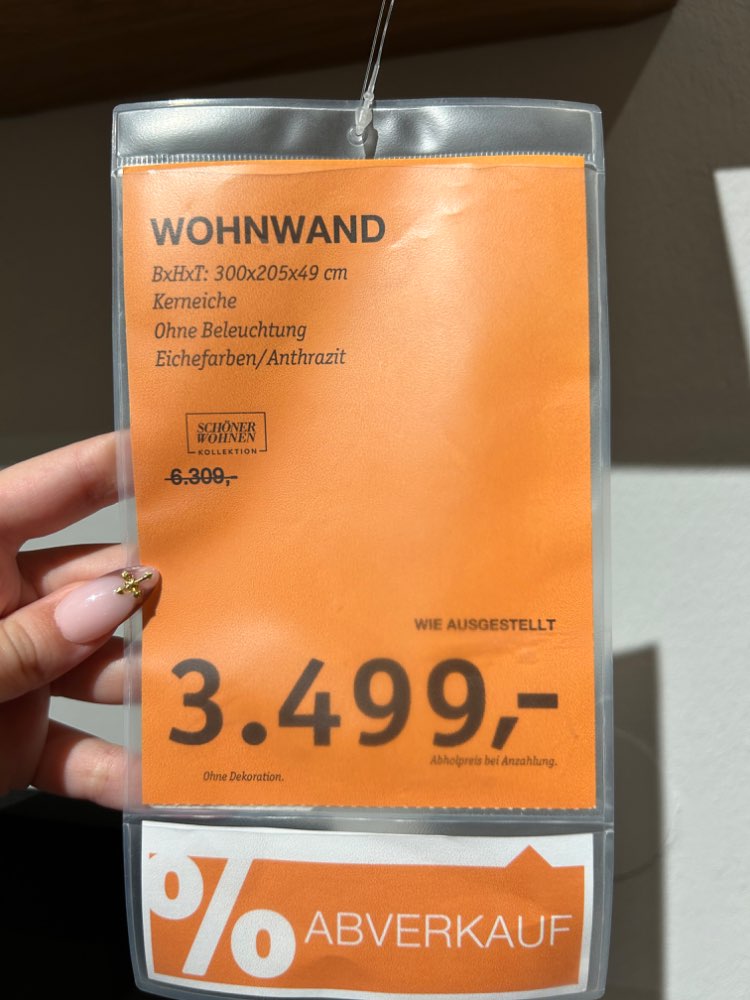 WOHNWAND
BxHxT: 300x205x49 cm
Kerneiche
Ohne Beleuchtung
Eichefarben/Anthrazit
SCHÖNER
WOHNEN
KOLLEKTION
6.309,-
WIE AUSGESTELLT
3.499,-
Abholpreis bei Anzahlung.
Ohne Dekoration.
% ABVERKAUF